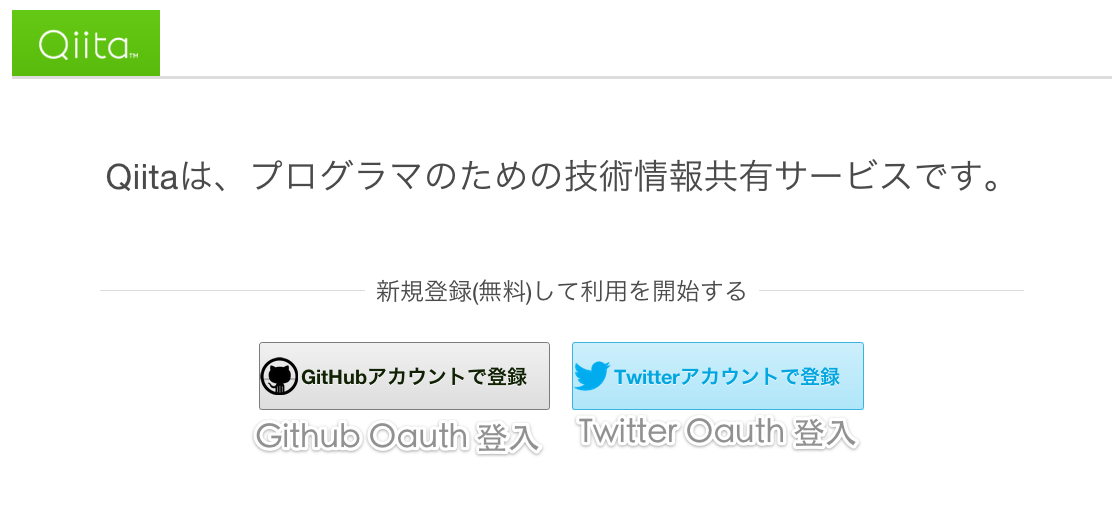 Qiita™
Qiitaは、プログラマのための技術情報共有サービスです。
新規登録(無料)して利用を開始する
GitHubアカウントで登録
Twitterアカウントで登録
Github Oauth 登入
Twitter Oauth 登入